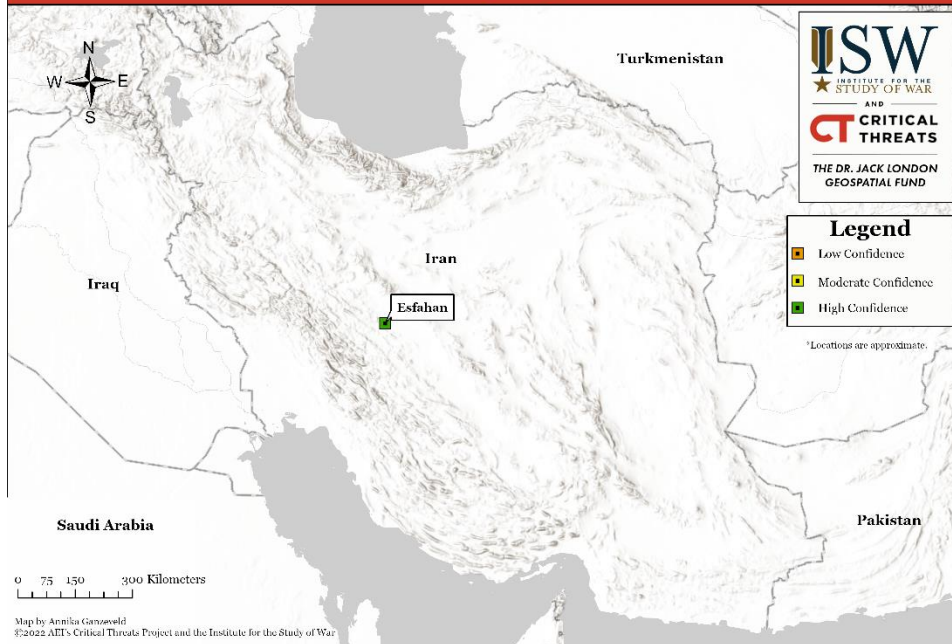 N
W E
S
Turkmenistan
ISW
INSTITUTE FOR THE
STUDY OF WAR
AND
CT CRITICAL
THREATS
THE DR. JACK LONDON
GEOSPATIAL FUND
Legend
Low Confidence
Moderate Confidence
High Confidence
*Locations are approximate.
Iran
Iraq
Esfahan
Saudi Arabia
Pakistan
0 75 150 300 Kilometers
Map by Annika Ganzeveld
©2022 AEI's Critical Threats Project and the Institute for the Study of War